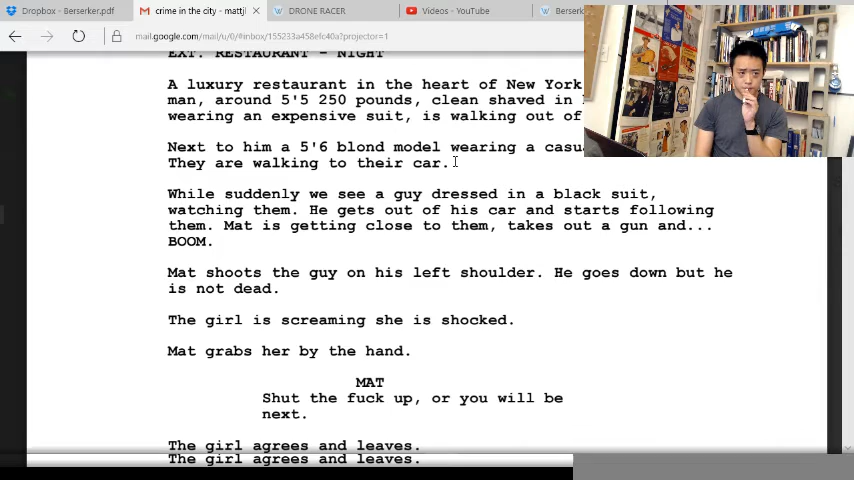 Dropbox - Berserker.pdf
crime in the city - mattji
DRONE RACER
Videos - YouTube
Berserk
mail.google.com/mail/u/0/#inbox/155233a458efc40a?projector=1
EXT. RESTAURANT - NIGHT
A luxury restaurant in the heart of New York
man, around 5'5 250 pounds, clean shaved in
wearing an expensive suit, is walking out of
Next to him a 5'6 blond model wearing a casu
They are walking to their car.
While suddenly we see a guy dressed in a black suit,
watching them. He gets out of his car and starts following
them. Mat is getting close to them, takes out a gun and...
BOOM.
Mat shoots the guy on his left shoulder. He goes down but he
is not dead.
The girl is screaming she is shocked.
Mat grabs her by the hand.
MAT
Shut the fuck up, or you will be
next.
The girl agrees and leaves.
The girl agrees and leaves.